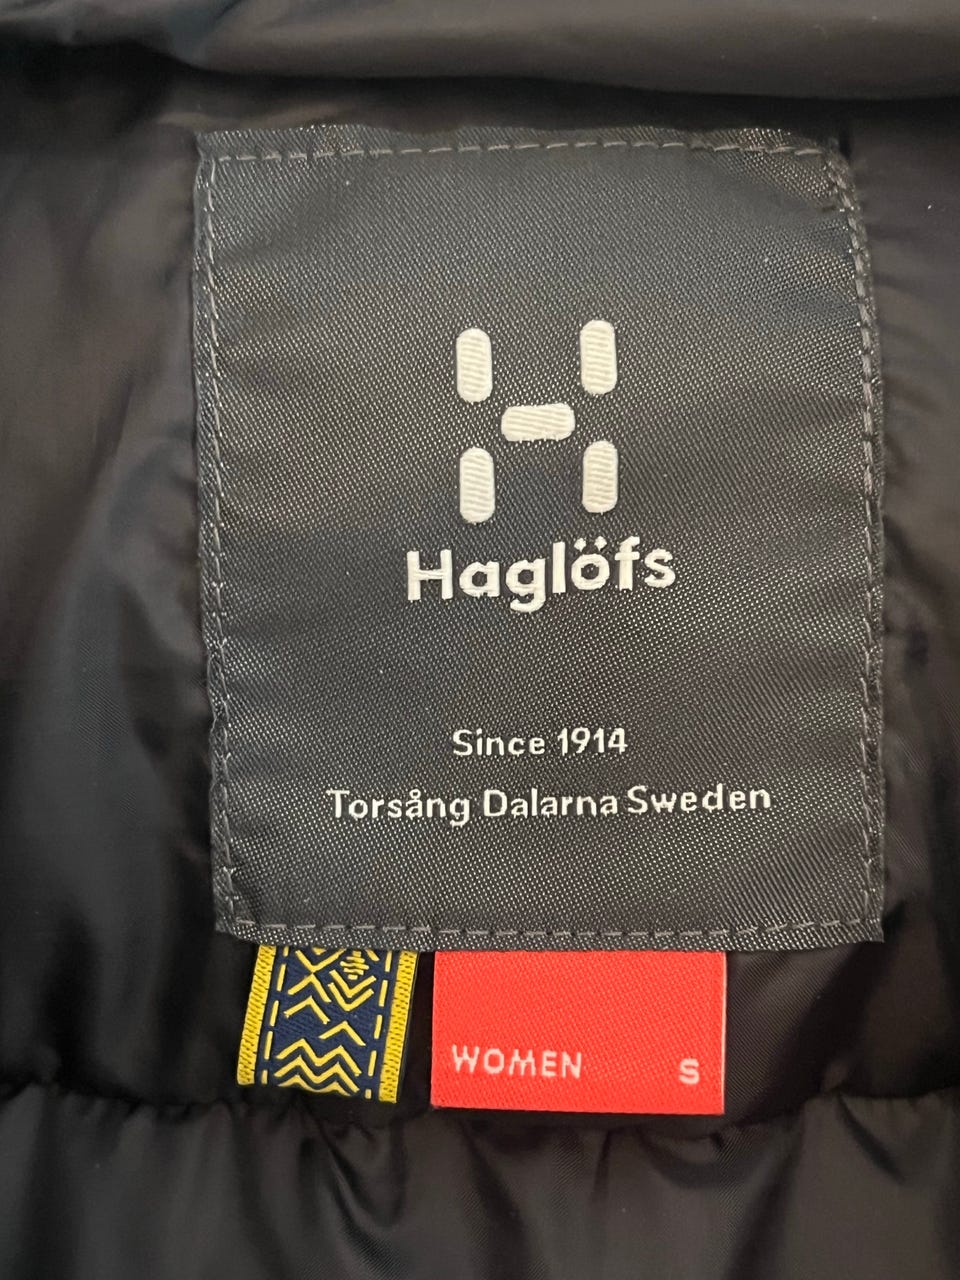 Haglöfs
Since 1914
Torsång Dalarna Sweden
WOMEN S